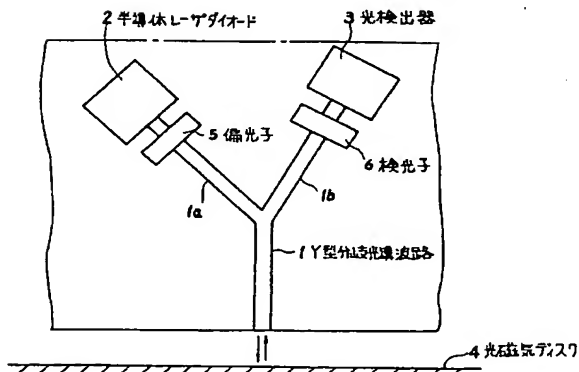 2 半導体レーザダイオード
3 光検出器
5 偏光子
6 検光子
1a
1b
1 Y型分岐光導波路
4 光磁気ディスク